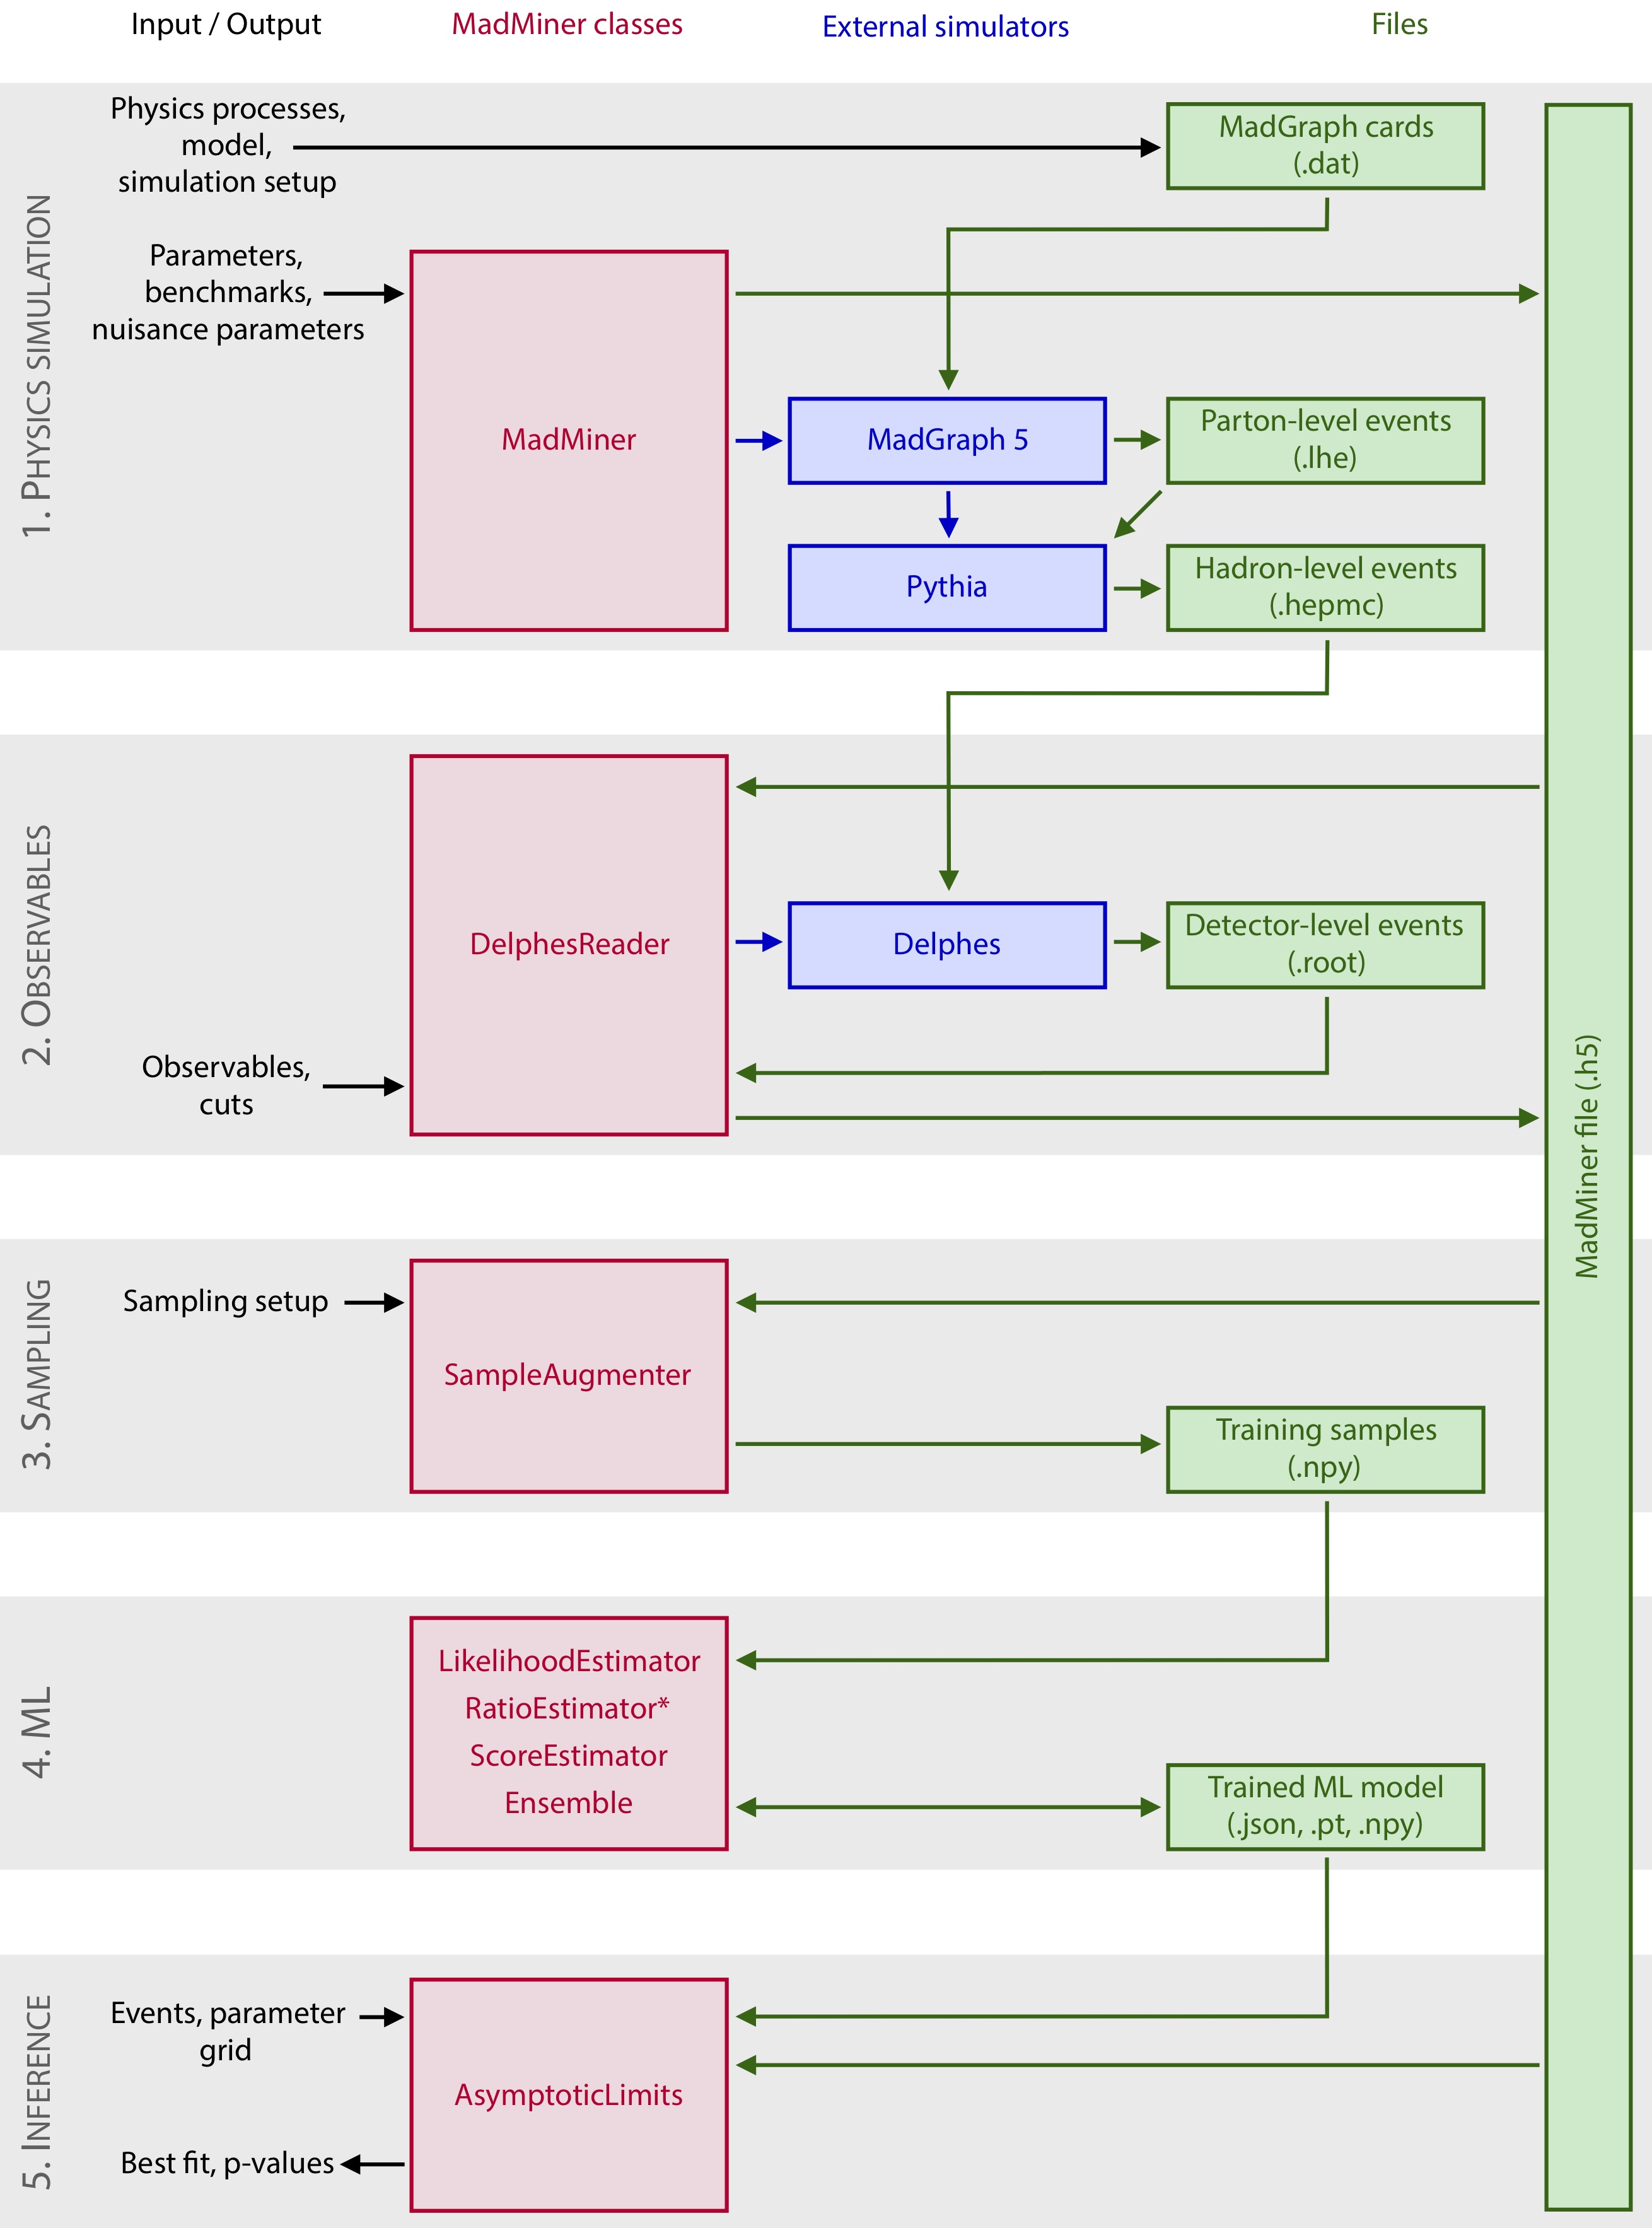 Input / Output
MadMiner classes
External simulators
Files
1. PHYSICS SIMULATION
Physics processes,
model,
simulation setup
MadGraph cards
(.dat)
Parameters,
benchmarks,
nuisance parameters
MadMiner
MadGraph 5
Parton-level events
(.lhe)
Pythia
Hadron-level events
(.hepmc)
2. OBSERVABLES
DelphesReader
Delphes
Detector-level events
(.root)
Observables,
cuts
MadMiner file (.h5)
3. SAMPLING
Sampling setup
SampleAugmenter
Training samples
(.npy)
4. ML
LikelihoodEstimator
RatioEstimator*
ScoreEstimator
Ensemble
Trained ML model
(.json, .pt, .npy)
5. INFERENCE
Events, parameter
grid
AsymptoticLimits
Best fit, p-values